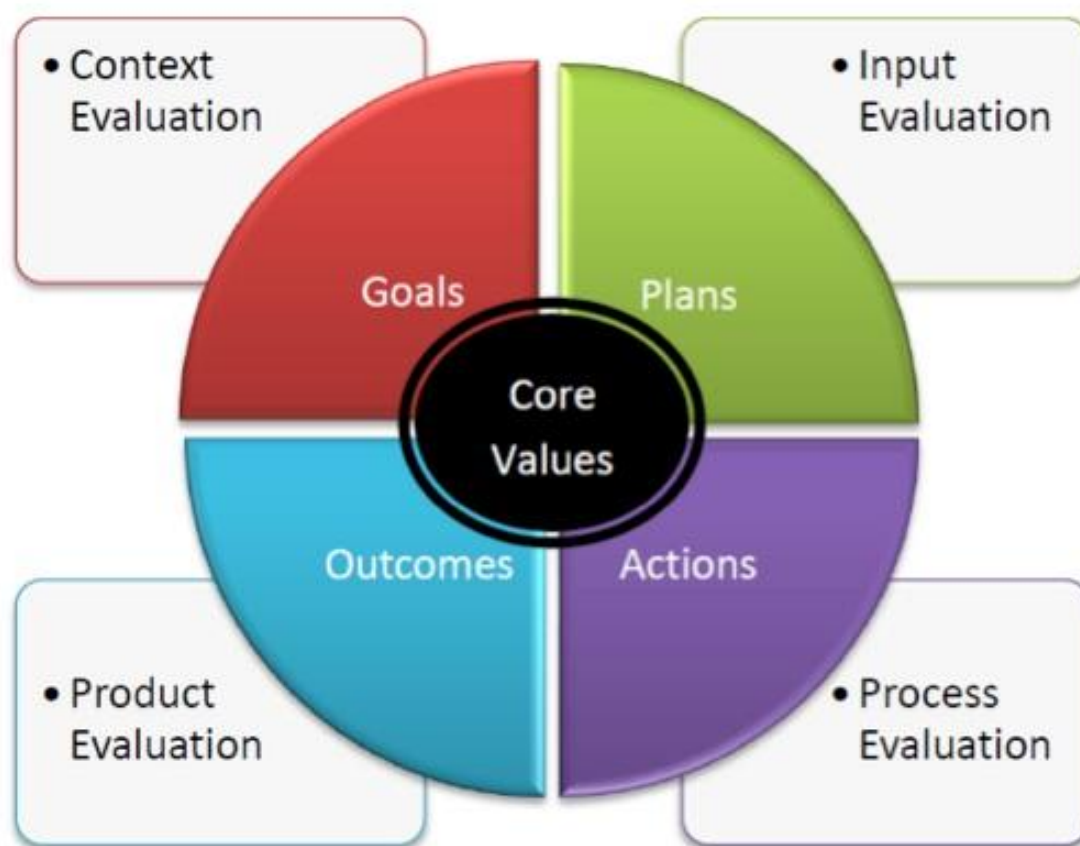 • Context
Evaluation
• Input
Evaluation
Goals
Plans
Core
Values
Outcomes
Actions
• Product
Evaluation
• Process
Evaluation